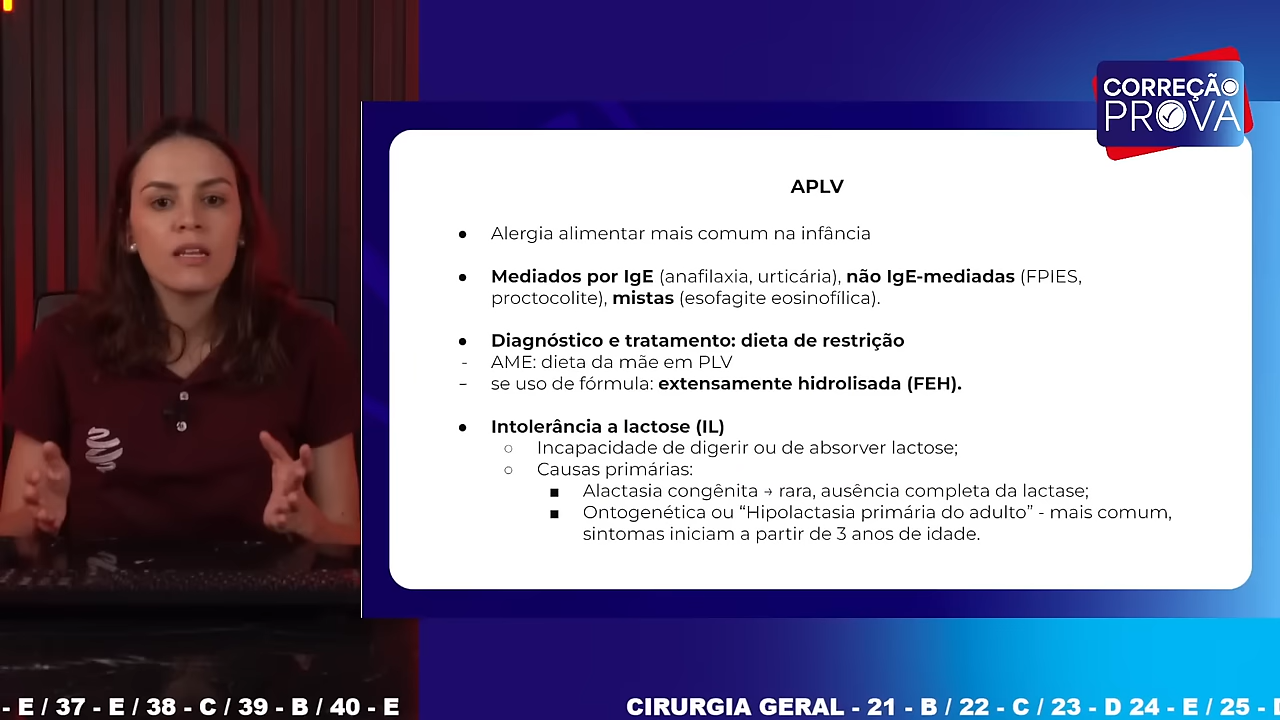 CORREÇÃO
PROVA
APLV
● Alergia alimentar mais comum na infância
● Mediados por IgE (anafilaxia, urticária), não IgE-mediadas (FPIES,
proctocolite), mistas (esofagite eosinofílica).
● Diagnóstico e tratamento: dieta de restrição
- AME: dieta da mãe em PLV
- se uso de fórmula: extensamente hidrolisada (FEH).
● Intolerância a lactose (IL)
○ Incapacidade de digerir ou de absorver lactose;
○ Causas primárias:
■ Alactasia congênita → rara, ausência completa da lactase;
■ Ontogenética ou “Hipolactasia primária do adulto” - mais comum,
sintomas iniciam a partir de 3 anos de idade.
- E / 37 - E / 38 - C / 39 - B / 40 - E CIRURGIA GERAL - 21 - B / 22 - C / 23 - D 24 - E / 25 -